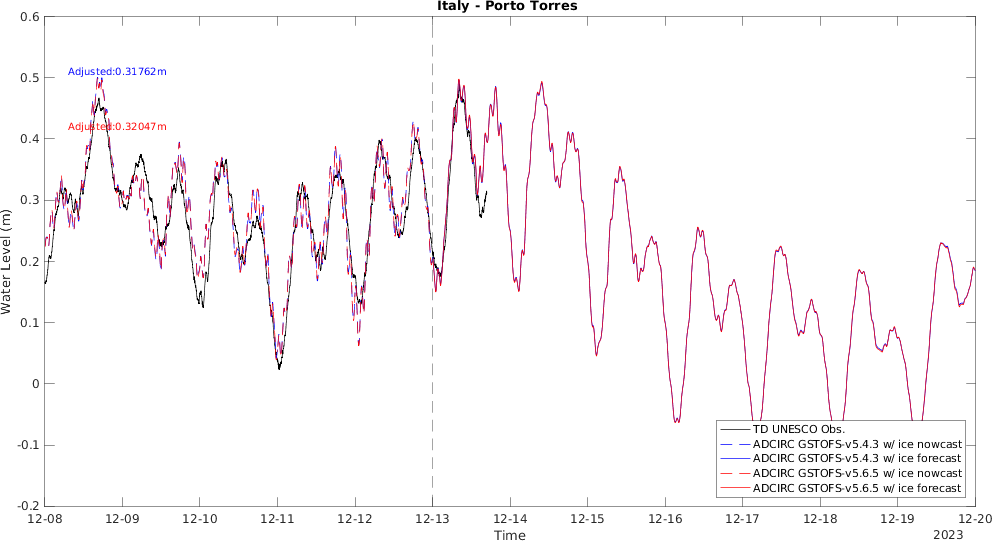 Italy - Porto Torres
0.6
0.5
0.4
0.3
0.2
0.1
0
-0.1
-0.2
Water Level (m)
Adjusted:0.31762m
Adjusted:0.32047m
TD UNESCO Obs.
ADCIRC GSTOFS-v5.4.3 w/ ice nowcast
ADCIRC GSTOFS-v5.4.3 w/ ice forecast
ADCIRC GSTOFS-v5.6.5 w/ ice nowcast
ADCIRC GSTOFS-v5.6.5 w/ ice forecast
12-08 12-09 12-10 12-11 12-12 12-13 12-14 12-15 12-16 12-17 12-18 12-19 12-20
Time
2023